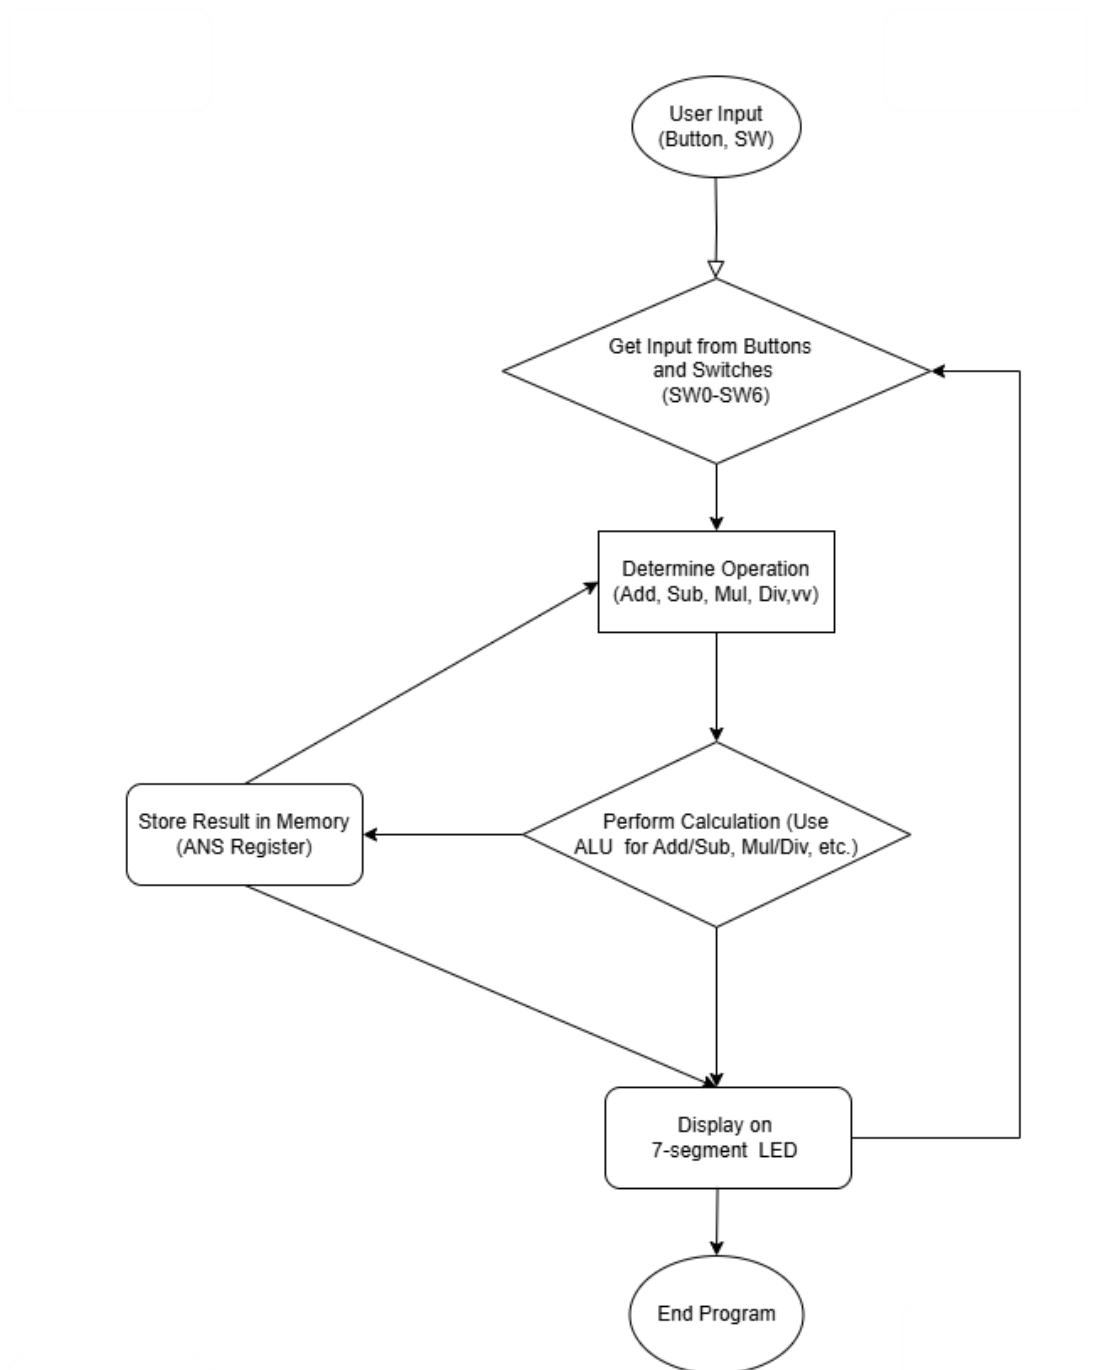 User Input
(Button, SW)
Get Input from Buttons
and Switches
(SW0-SW6)
Determine Operation
(Add, Sub, Mul, Div,vv)
Store Result in Memory
(ANS Register)
Perform Calculation (Use
ALU for Add/Sub, Mul/Div, etc.)
Display on
7-segment LED
End Program